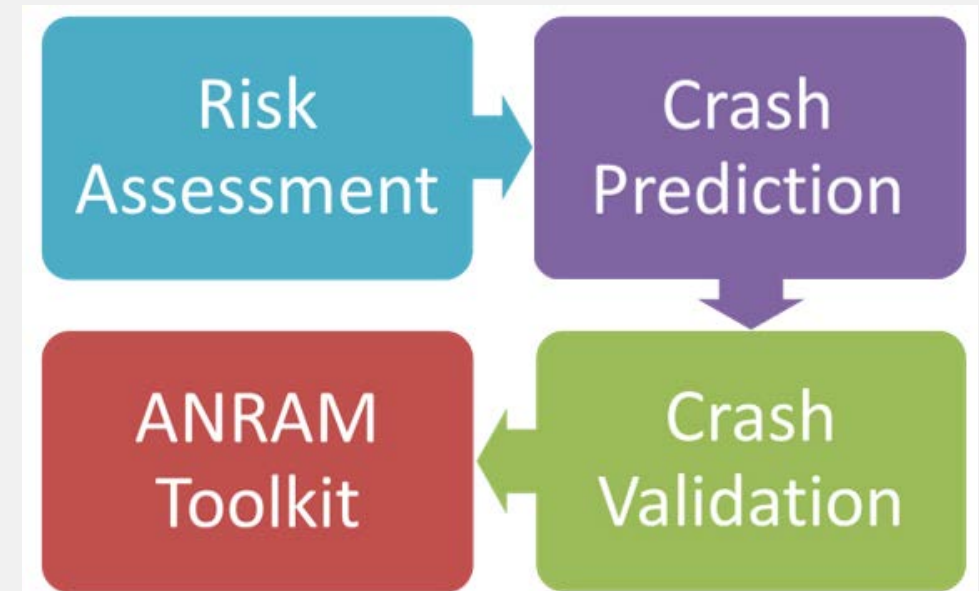 Risk
Assessment
Crash
Prediction
Crash
Validation
ANRAM
Toolkit